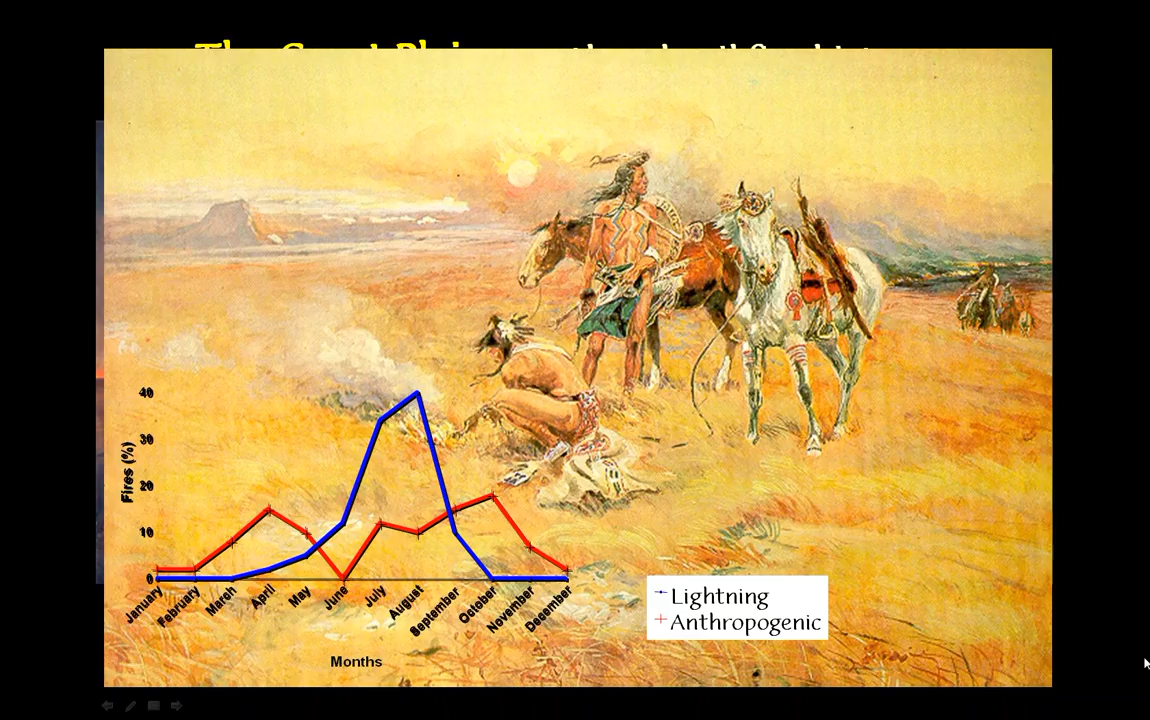 40
30
20
10
0
Fires (%)
January
February
March
April
May
June
July
August
September
October
November
December
Months
Lightning
Anthropogenic